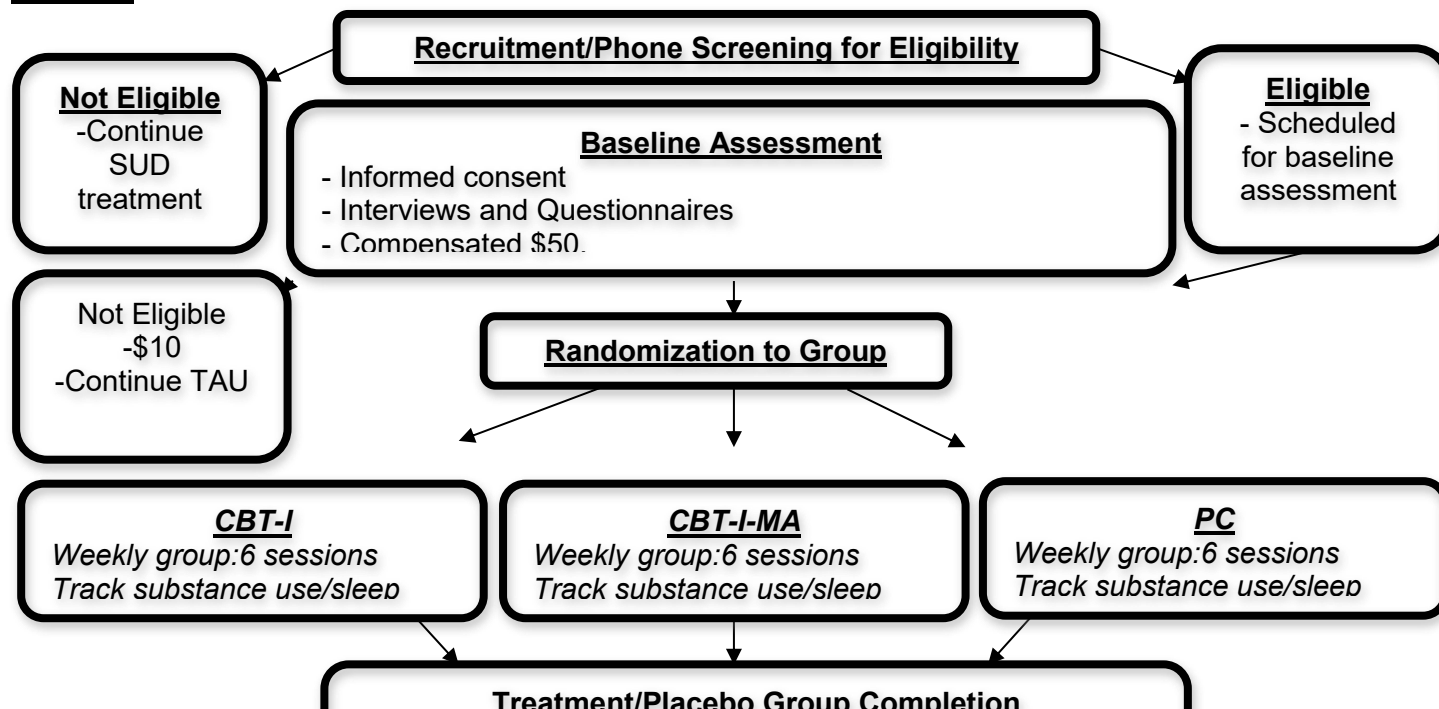 Recruitment/Phone Screening for Eligibility
Not Eligible
-Continue
SUD
treatment
Eligible
- Scheduled
for baseline
assessment
Baseline Assessment
- Informed consent
- Interviews and Questionnaires
- Compensated $50.
Not Eligible
-$10
-Continue TAU
Randomization to Group
CBT-I
Weekly group:6 sessions
Track substance use/sleep
CBT-I-MA
Weekly group:6 sessions
Track substance use/sleep
PC
Weekly group:6 sessions
Track substance use/sleep
Treatment/Placebo Group Completion